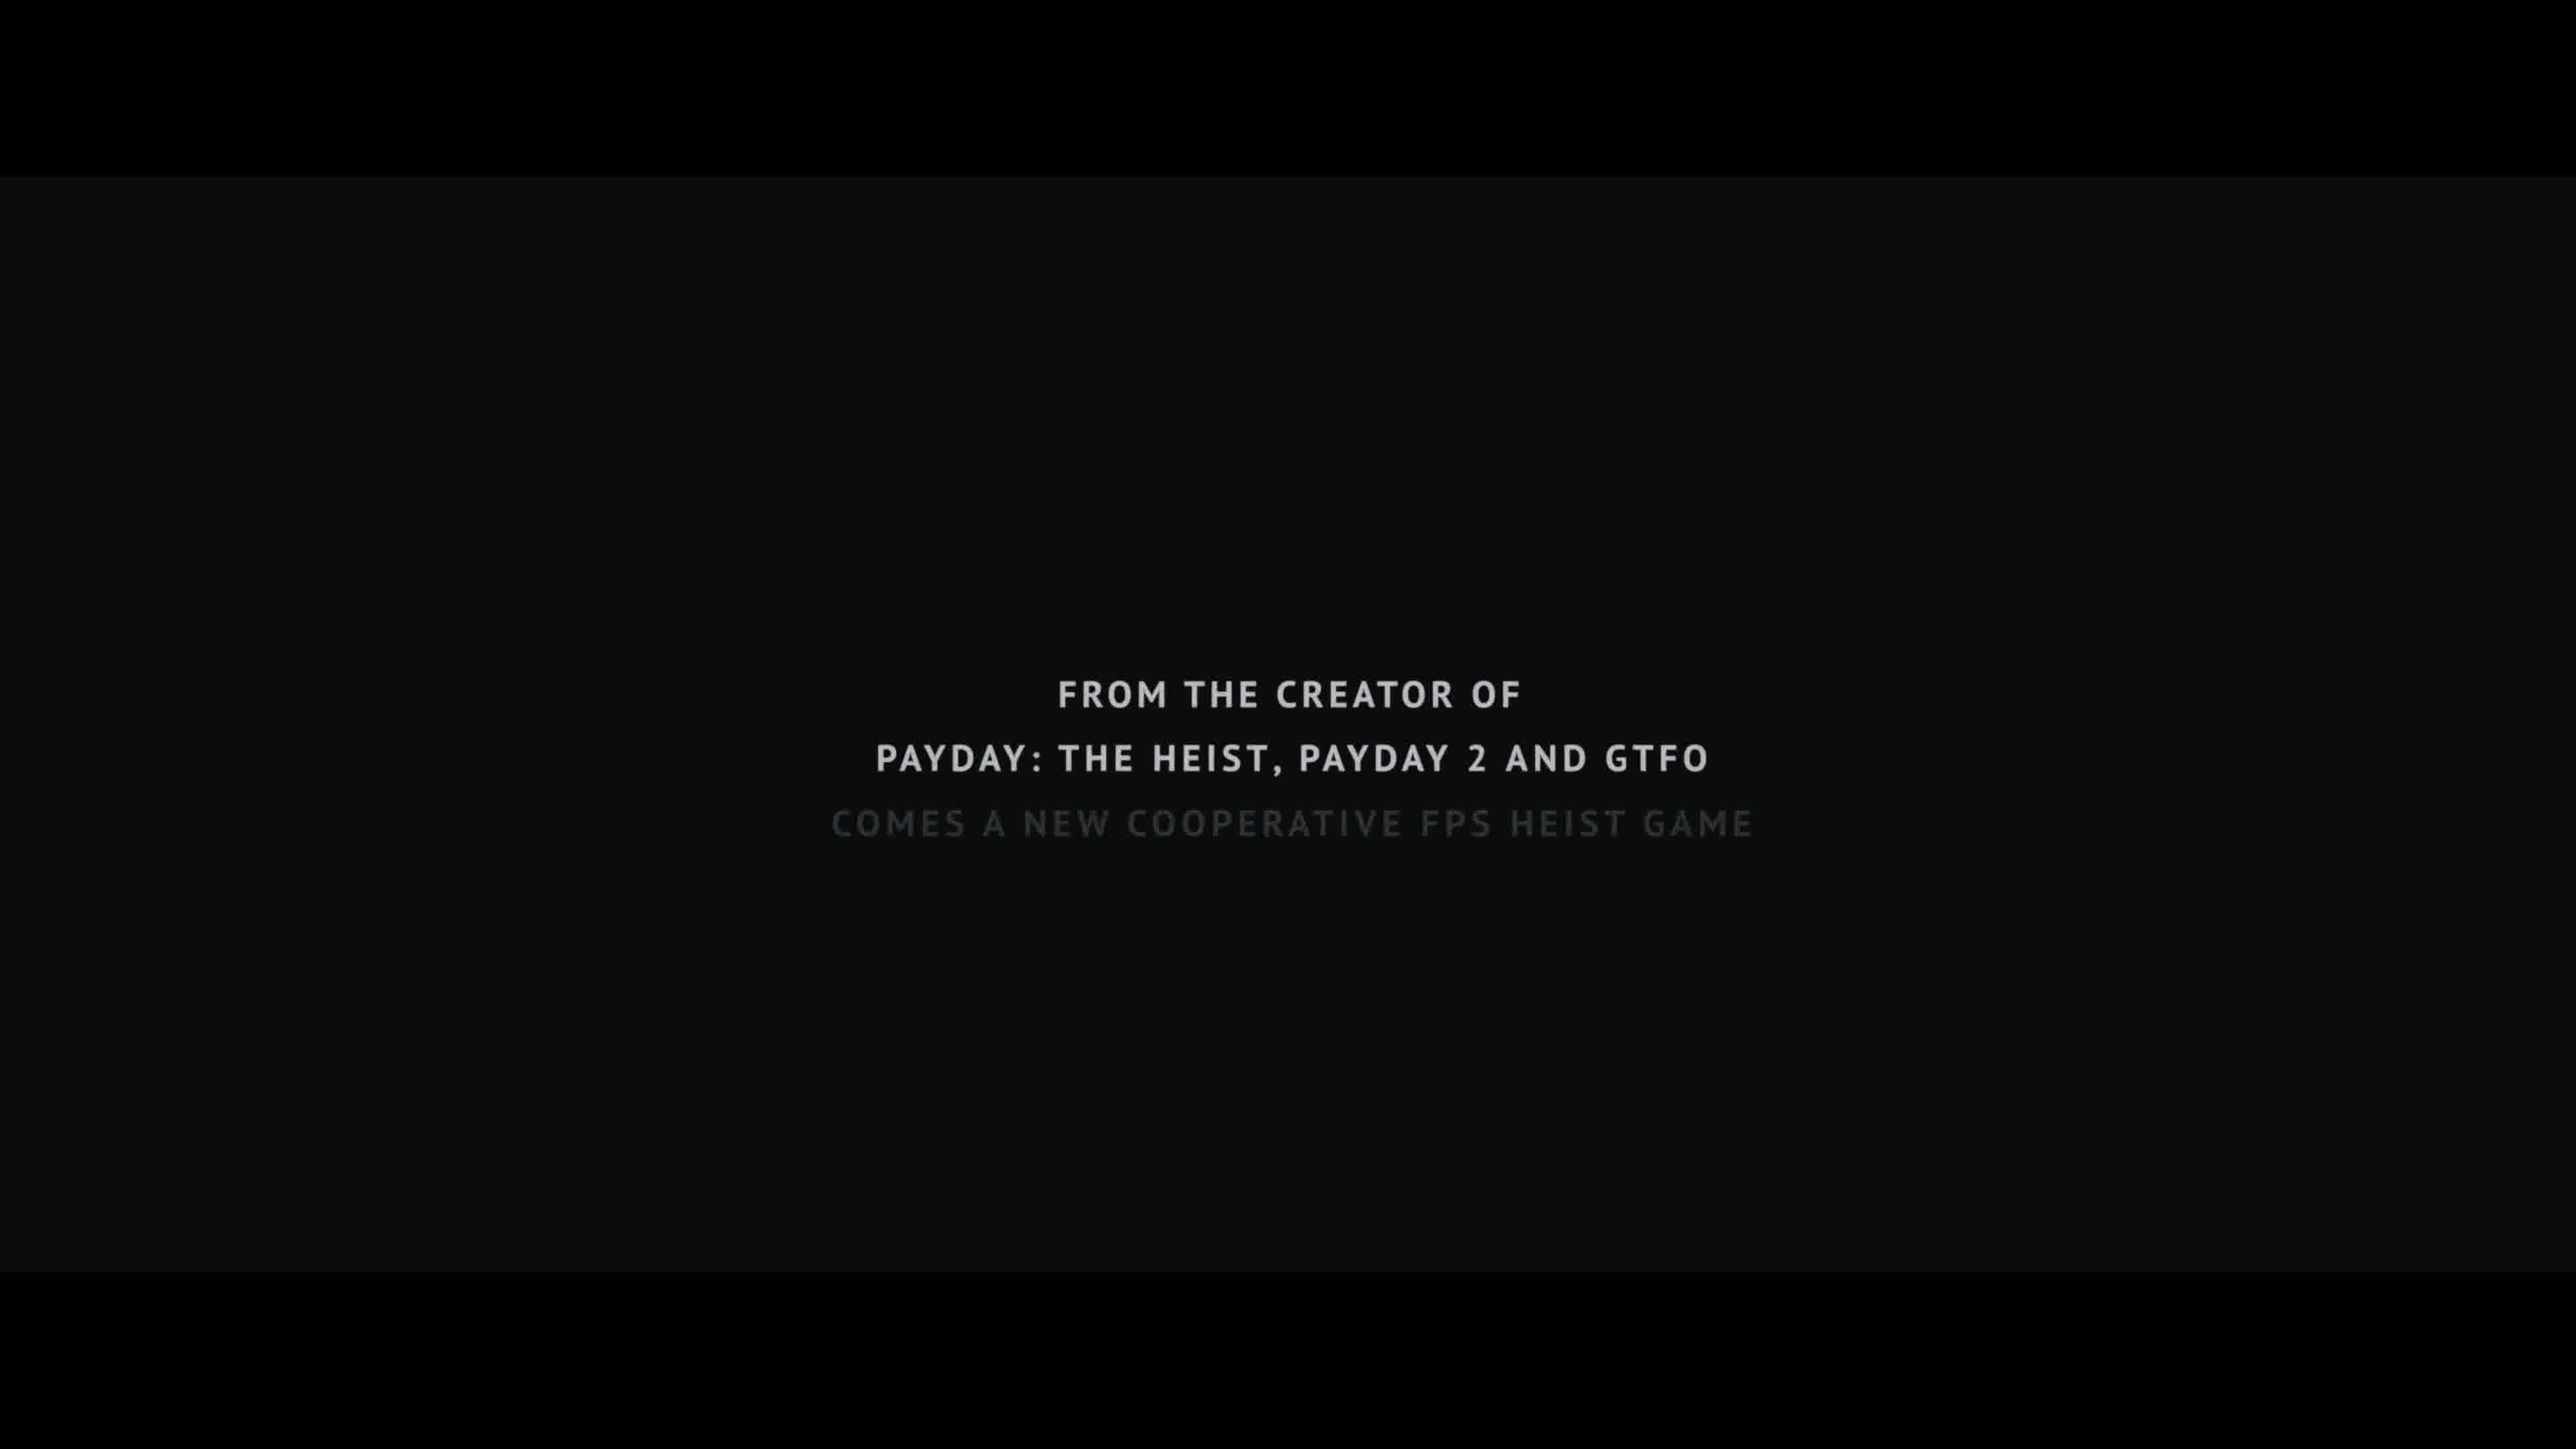 FROM THE CREATOR OF
PAYDAY: THE HEIST, PAYDAY 2 AND GTFO
COMES A NEW COOPERATIVE FPS HEIST GAME